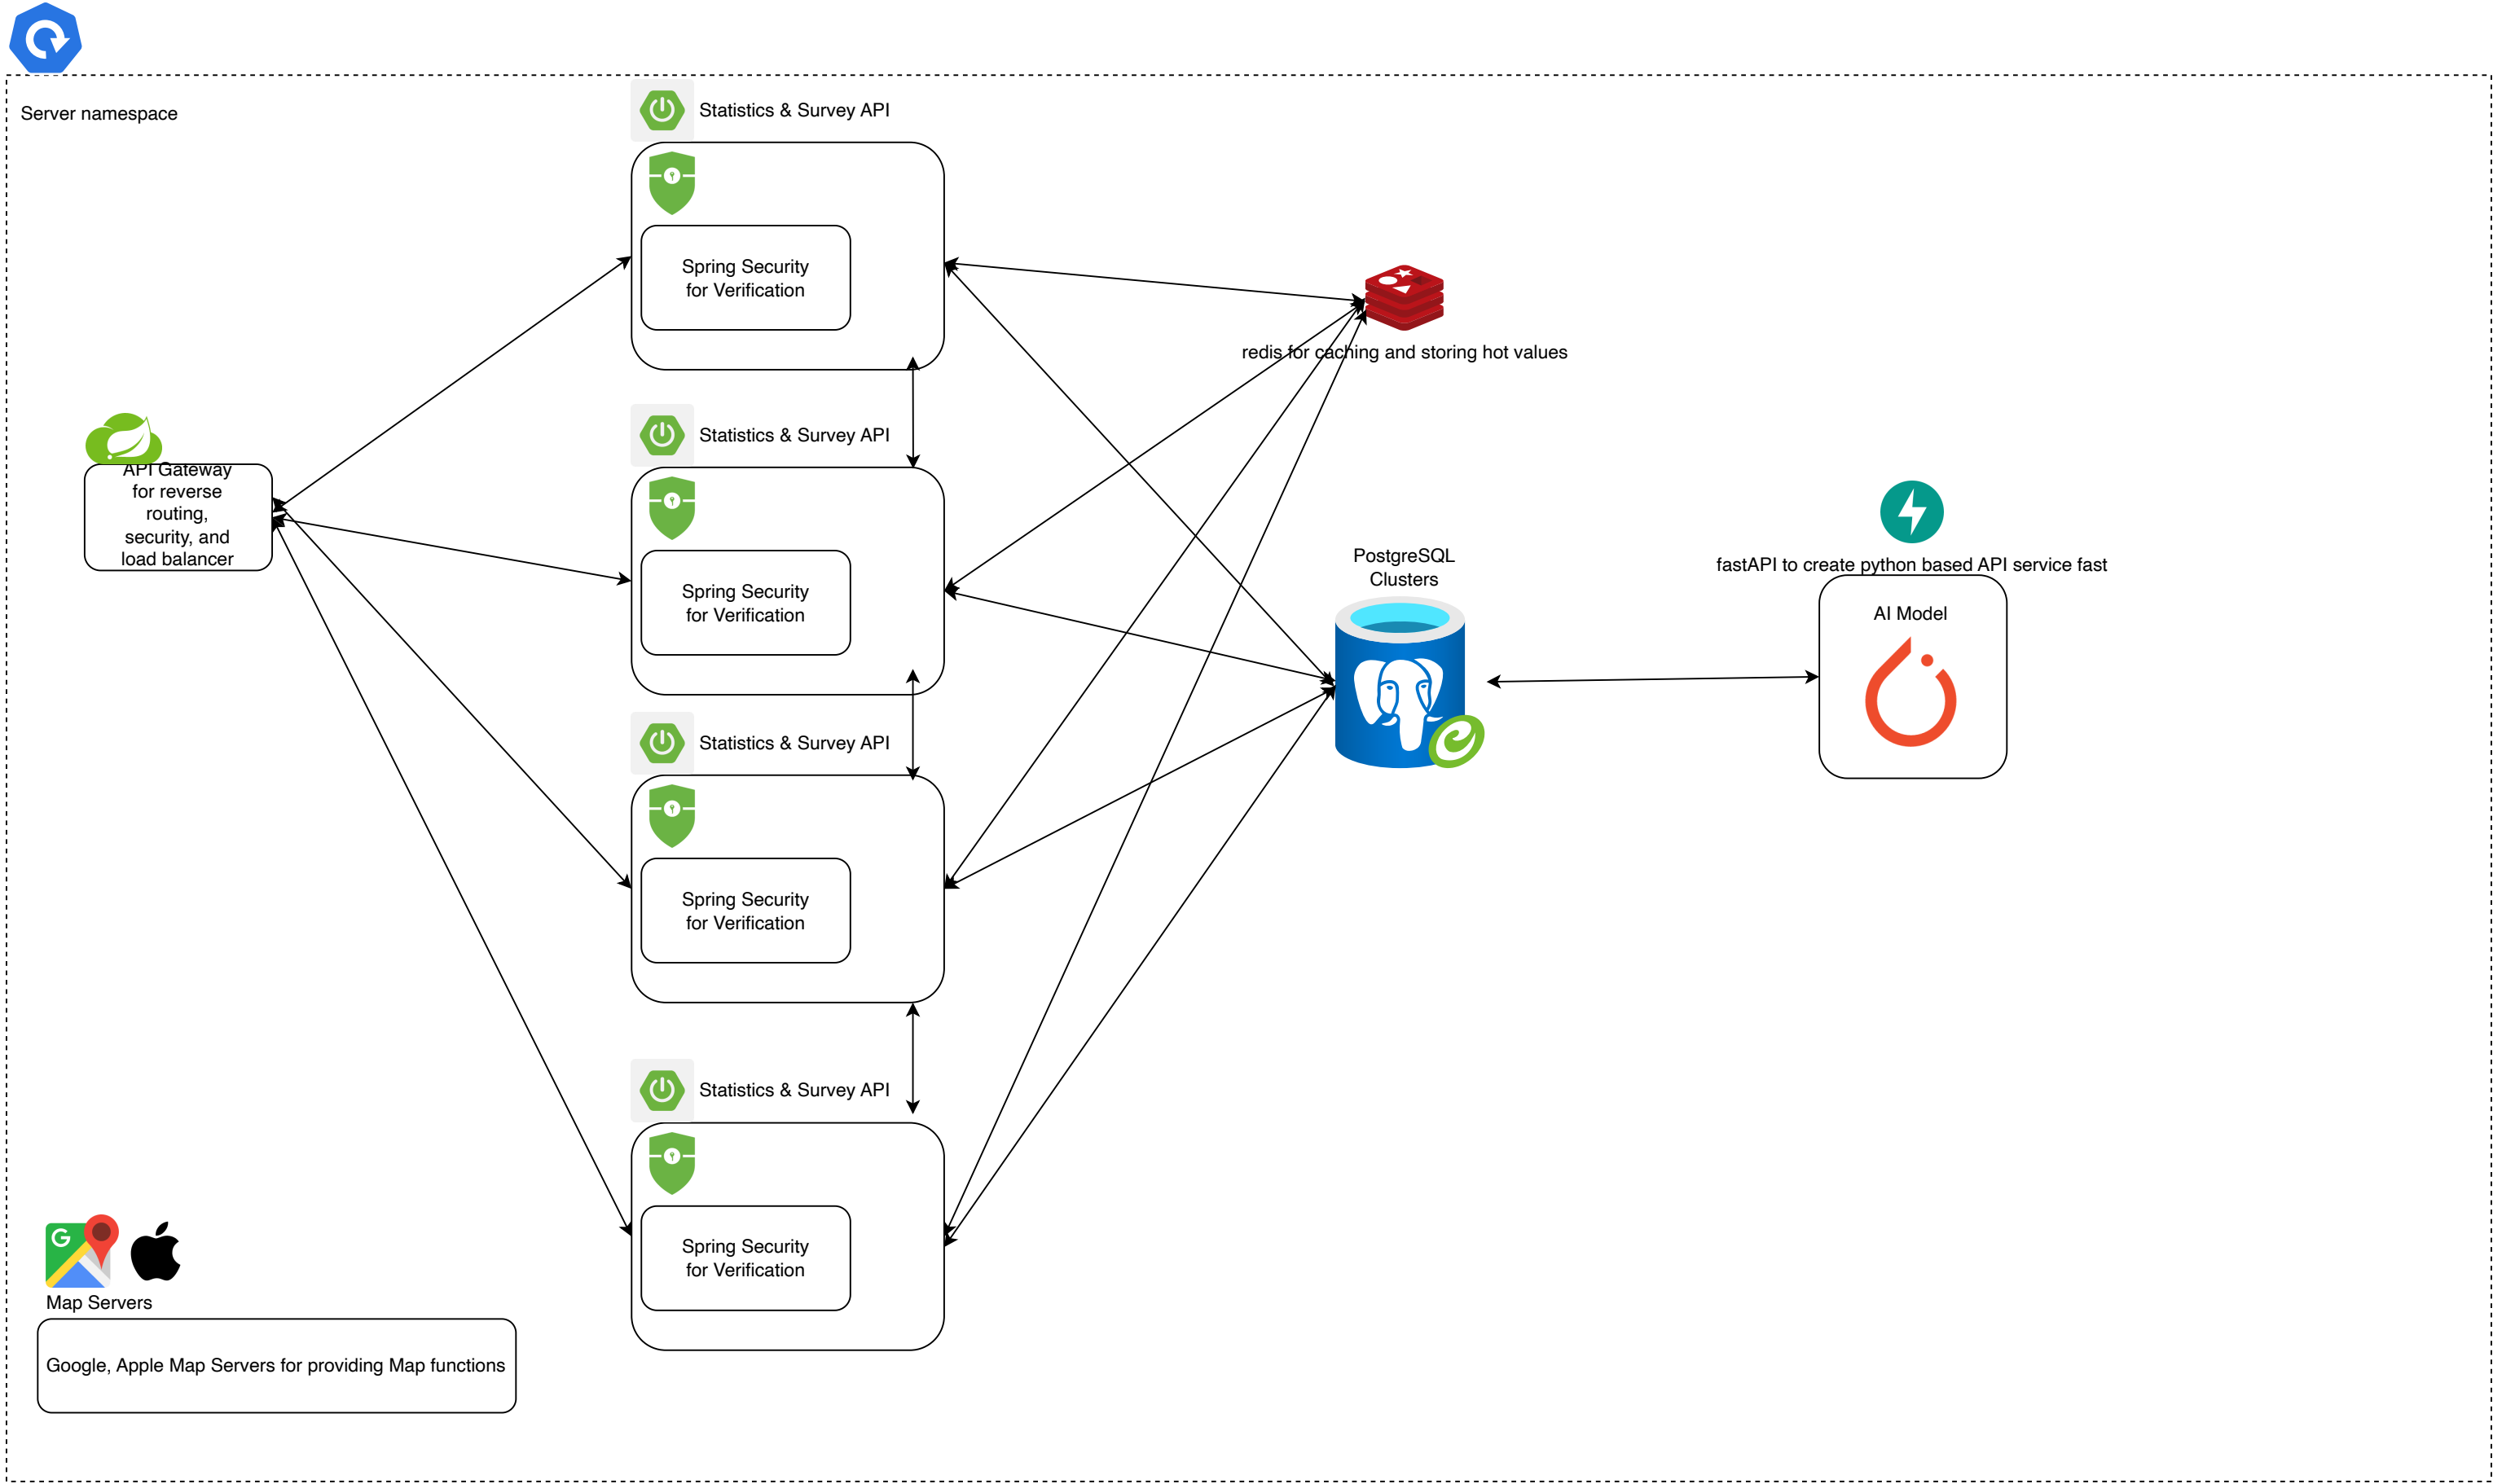 Server namespace
Statistics & Survey API
Spring Security
for Verification
API Gateway
for reverse
routing,
security, and
load balancer
Statistics & Survey API
Spring Security
for Verification
Statistics & Survey API
Spring Security
for Verification
Statistics & Survey API
Spring Security
for Verification
redis for caching and storing hot values
PostgreSQL
Clusters
fastAPI to create python based API service fast
AI Model
Map Servers
Google, Apple Map Servers for providing Map functions